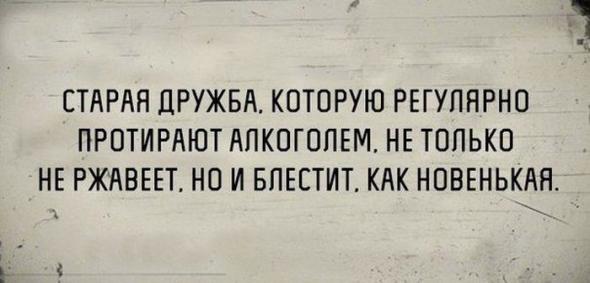 СТАРАЯ ДРУЖБА, КОТОРУЮ РЕГУЛЯРНО
ПРОТИРАЮТ АЛКОГОЛЕМ, НЕ ТОЛЬКО
НЕ РЖАВЕЕТ, НО И БЛЕСТИТ, КАК НОВЕНЬКАЯ.